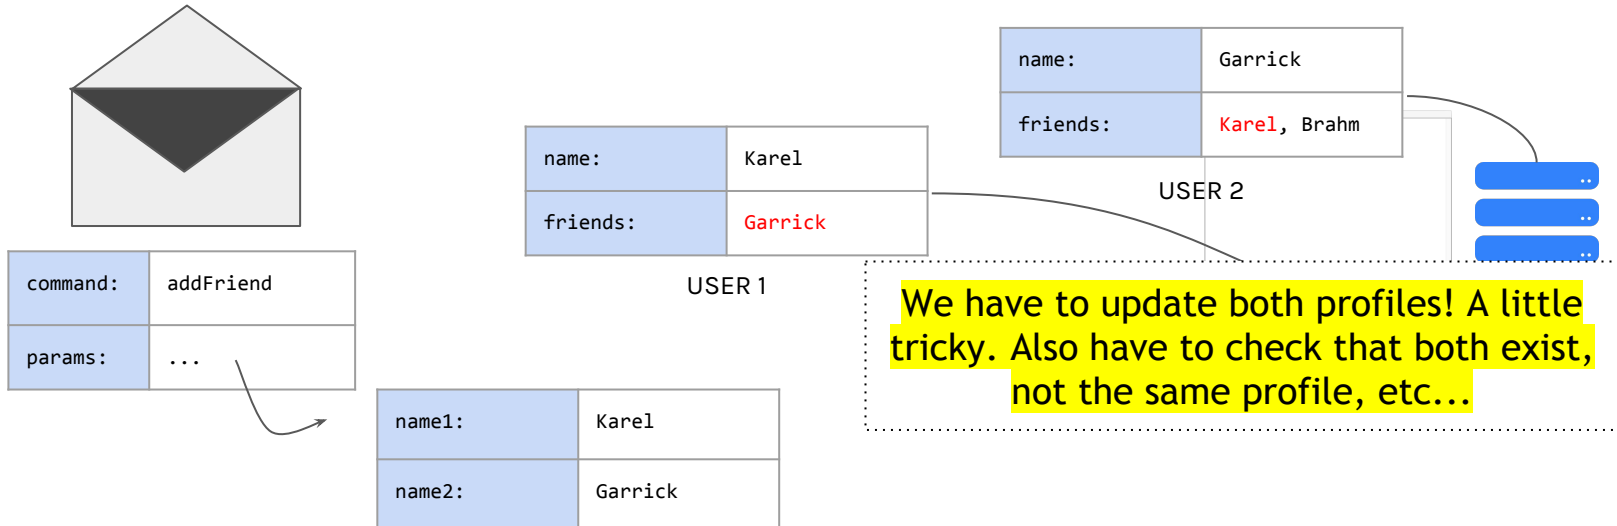 command: addFriend
params: ...
name1: Karel
name2: Garrick
name: Karel
friends: Garrick
USER 1
name: Garrick
friends: Karel, Brahm
USER 2
We have to update both profiles! A little
tricky. Also have to check that both exist,
not the same profile, etc...